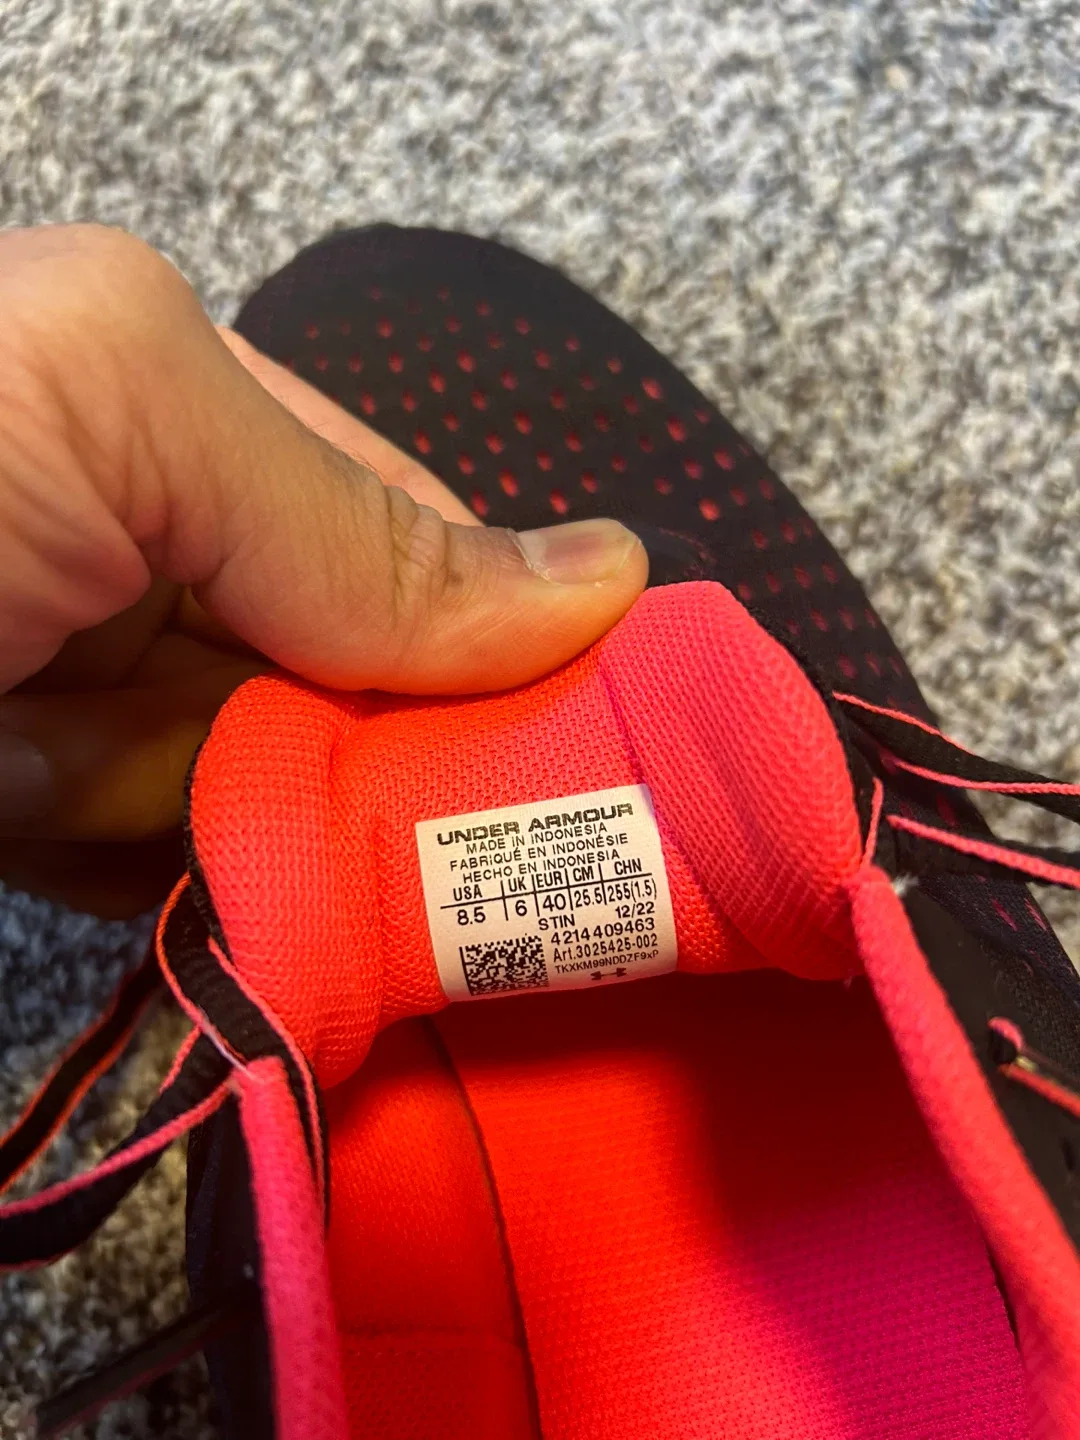 UNDER ARMOUR
MADE IN INDONESIA
FABRIQUÉ EN INDONÉSIE
HECHO EN INDONESIA
USA UK EUR CM CHN
8.5 6 40 25.5 255(1.5)
STIN 12/22
4214409463
Art.3025425-002
TKXKM99NDDZF9xP